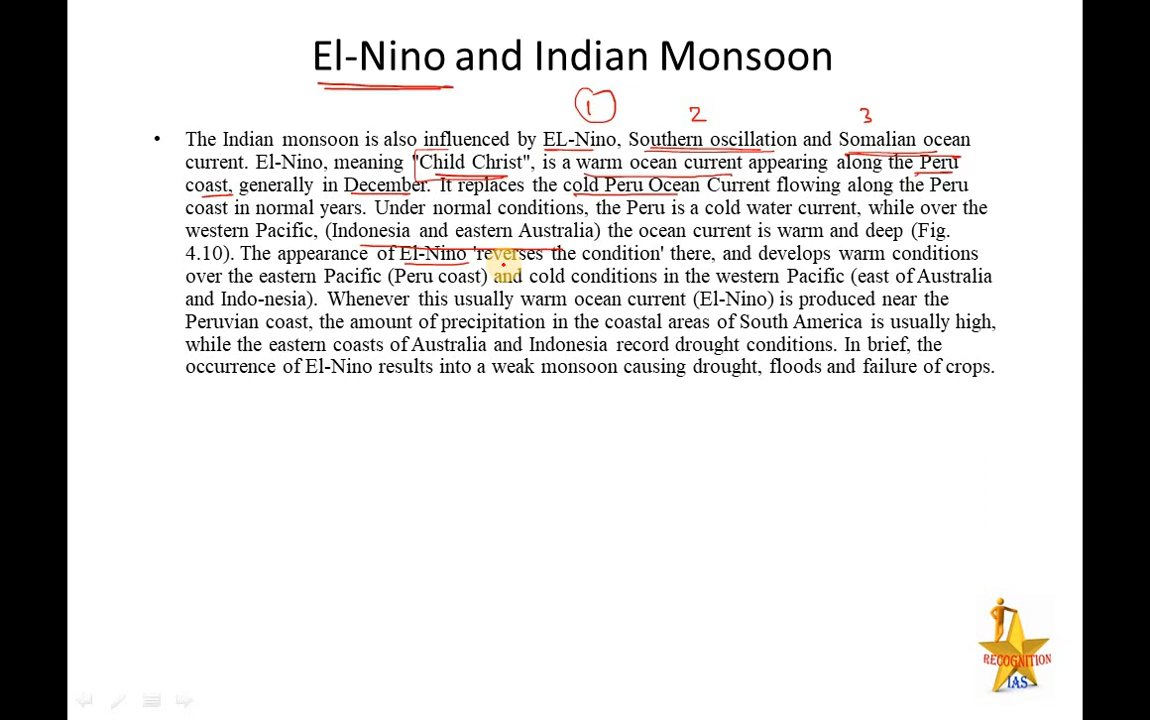 El-Nino and Indian Monsoon
1 2 3
• The Indian monsoon is also influenced by EL-Nino, Southern oscillation and Somalian ocean
current. El-Nino, meaning "Child Christ", is a warm ocean current appearing along the Peru
coast, generally in December. It replaces the cold Peru Ocean Current flowing along the Peru
coast in normal years. Under normal conditions, the Peru is a cold water current, while over the
western Pacific, (Indonesia and eastern Australia) the ocean current is warm and deep (Fig.
4.10). The appearance of El-Nino 'reverses the condition' there, and develops warm conditions
over the eastern Pacific (Peru coast) and cold conditions in the western Pacific (east of Australia
and Indo-nesia). Whenever this usually warm ocean current (El-Nino) is produced near the
Peruvian coast, the amount of precipitation in the coastal areas of South America is usually high,
while the eastern coasts of Australia and Indonesia record drought conditions. In brief, the
occurrence of El-Nino results into a weak monsoon causing drought, floods and failure of crops.
RECOGNITION
IAS